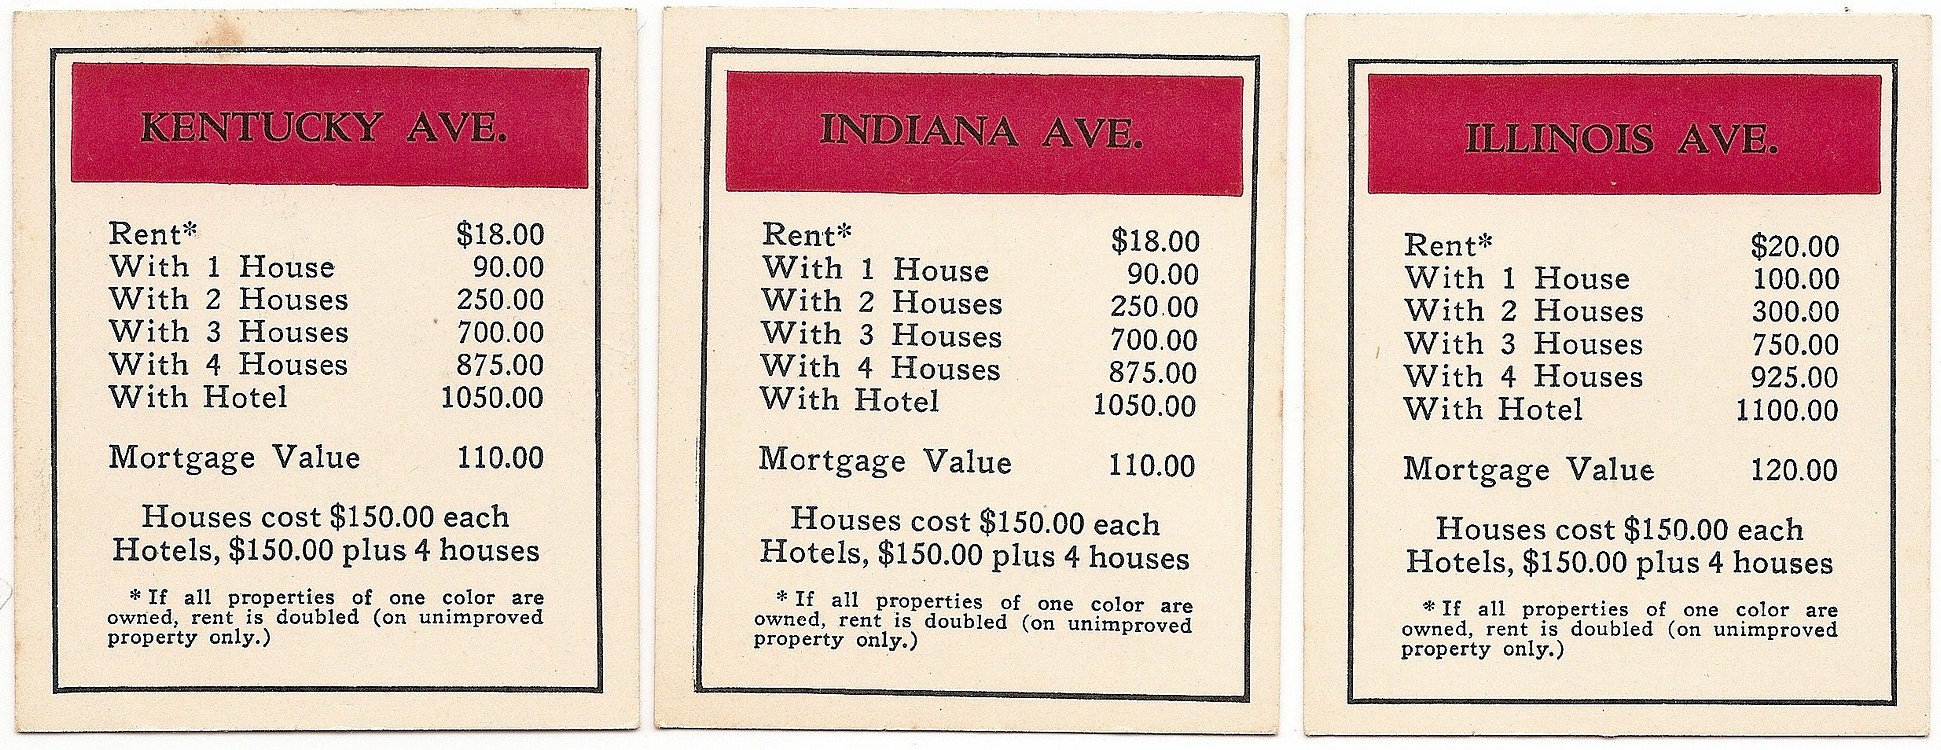 KENTUCKY AVE.
Rent* $18.00
With 1 House 90.00
With 2 Houses 250.00
With 3 Houses 700.00
With 4 Houses 875.00
With Hotel 1050.00
Mortgage Value 110.00
Houses cost $150.00 each
Hotels, $150.00 plus 4 houses
*If all properties of one color are
owned, rent is doubled (on unimproved
property only.)
INDIANA AVE.
Rent* $18.00
With 1 House 90.00
With 2 Houses 250.00
With 3 Houses 700.00
With 4 Houses 875.00
With Hotel 1050.00
Mortgage Value 110.00
Houses cost $150.00 each
Hotels, $150.00 plus 4 houses
*If all properties of one color are
owned, rent is doubled (on unimproved
property only.)
ILLINOIS AVE.
Rent* $20.00
With 1 House 100.00
With 2 Houses 300.00
With 3 Houses 750.00
With 4 Houses 925.00
With Hotel 1100.00
Mortgage Value 120.00
Houses cost $150.00 each
Hotels, $150.00 plus 4 houses
*If all properties of one color are
owned, rent is doubled (on unimproved
property only.)